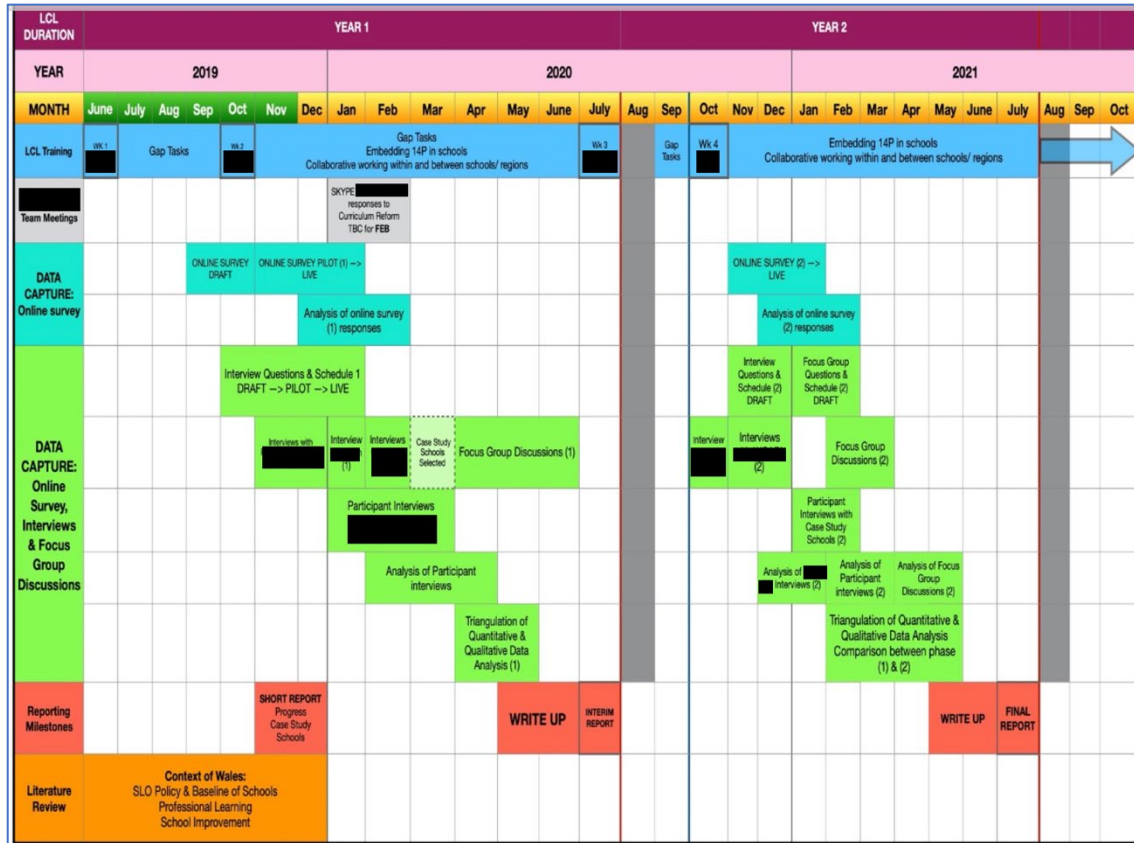 LCL DURATION
YEAR 1
YEAR 2
YEAR
2019
2020
2021
MONTH
June
July
Aug
Sep
Oct
Nov
Dec
Jan
Feb
Mar
Apr
May
June
July
Aug
Sep
Oct
Nov
Dec
Jan
Feb
Mar
Apr
May
June
July
Aug
Sep
Oct
LCL Training
WK 1
Gap Tasks
Wk 2
Gap Tasks
Embedding 14P in schools
Collaborative working within and between schools/ regions
Wk 3
Gap
Tasks
Wk 4
Embedding 14P in schools
Collaborative working within and between schools/ regions
Team Meetings
SKYPE
responses to
Curriculum Reform
TBC for FEB
DATA
CAPTURE:
Online survey
ONLINE SURVEY
DRAFT
ONLINE SURVEY PILOT (1) —>
LIVE
ONLINE SURVEY (2) —>
LIVE
Analysis of online survey
(1) responses
Analysis of online survey
(2) responses
DATA
CAPTURE:
Online
Survey,
Interviews
& Focus
Group
Discussions
Interview Questions & Schedule 1
DRAFT —> PILOT —> LIVE
Interview
Questions &
Schedule (2)
DRAFT
Focus Group
Questions &
Schedule (2)
DRAFT
Interviews with
Interview
(1)
Interviews
Case Study
Schools
Selected
Focus Group Discussions (1)
Interview
Interviews
(2)
Focus Group
Discussions (2)
Participant Interviews
Participant
Interviews with
Case Study
Schools (2)
Analysis of Participant
interviews
Analysis of
Interviews (2)
Analysis of
Participant
interviews (2)
Analysis of Focus
Group
Discussions (2)
Triangulation of
Quantitative &
Qualitative Data
Analysis (1)
Triangulation of Quantitative &
Qualitative Data Analysis
Comparison between phase
(1) & (2)
Reporting
Milestones
SHORT REPORT
Progress
Case Study
Schools
WRITE UP
INTERIM
REPORT
WRITE UP
FINAL
REPORT
Literature
Review
Context of Wales:
SLO Policy & Baseline of Schools
Professional Learning
School Improvement